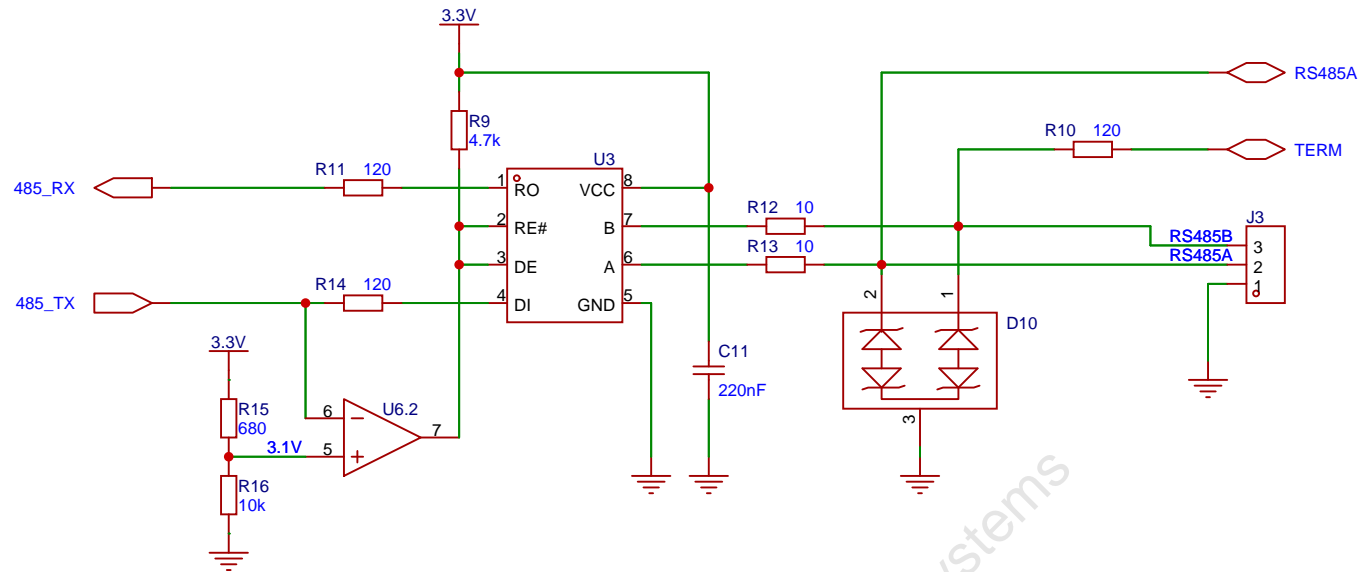 3.3V
RS485A
R9
4.7k
R10 120
TERM
U3
R11 120
485_RX
1 RO VCC 8
R12 10
J3
2 RE# B 7
RS485B 3
R13 10
RS485A 2
3 DE A 6
1
R14 120
485_TX
4 DI GND 5
2 1
D10
3.3V
C11
220nF
R15
680
6 U6.2
7
3.1V 5
3
R16
10k